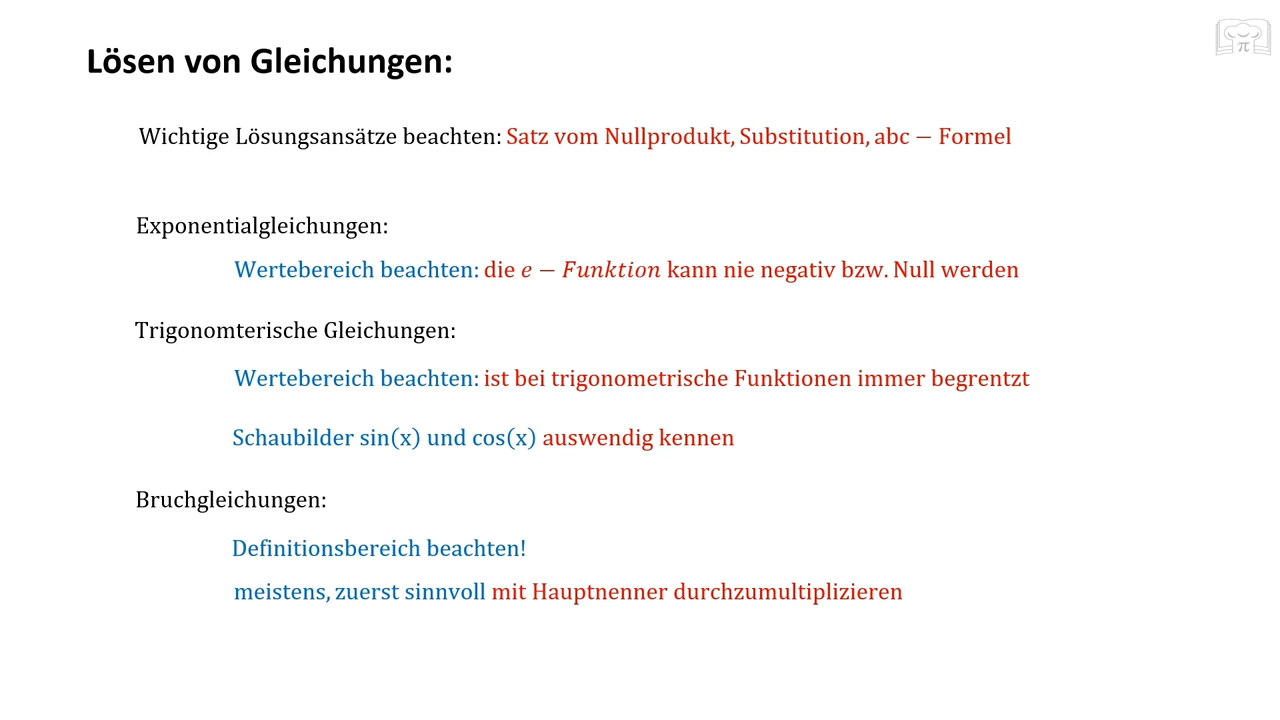 Lösen von Gleichungen:
Wichtige Lösungsansätze beachten: Satz vom Nullprodukt, Substitution, abc − Formel
Exponentialgleichungen:
Wertebereich beachten: die e − Funktion kann nie negativ bzw. Null werden
Trigonomterische Gleichungen:
Wertebereich beachten: ist bei trigonometrische Funktionen immer begrentzt
Schaubilder sin(x) und cos(x) auswendig kennen
Bruchgleichungen:
Definitionsbereich beachten!
meistens, zuerst sinnvoll mit Hauptnenner durchzumultiplizieren
π